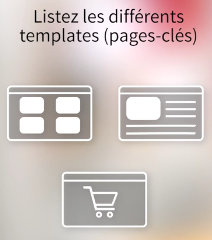 Listez les différents
templates (pages-clés)